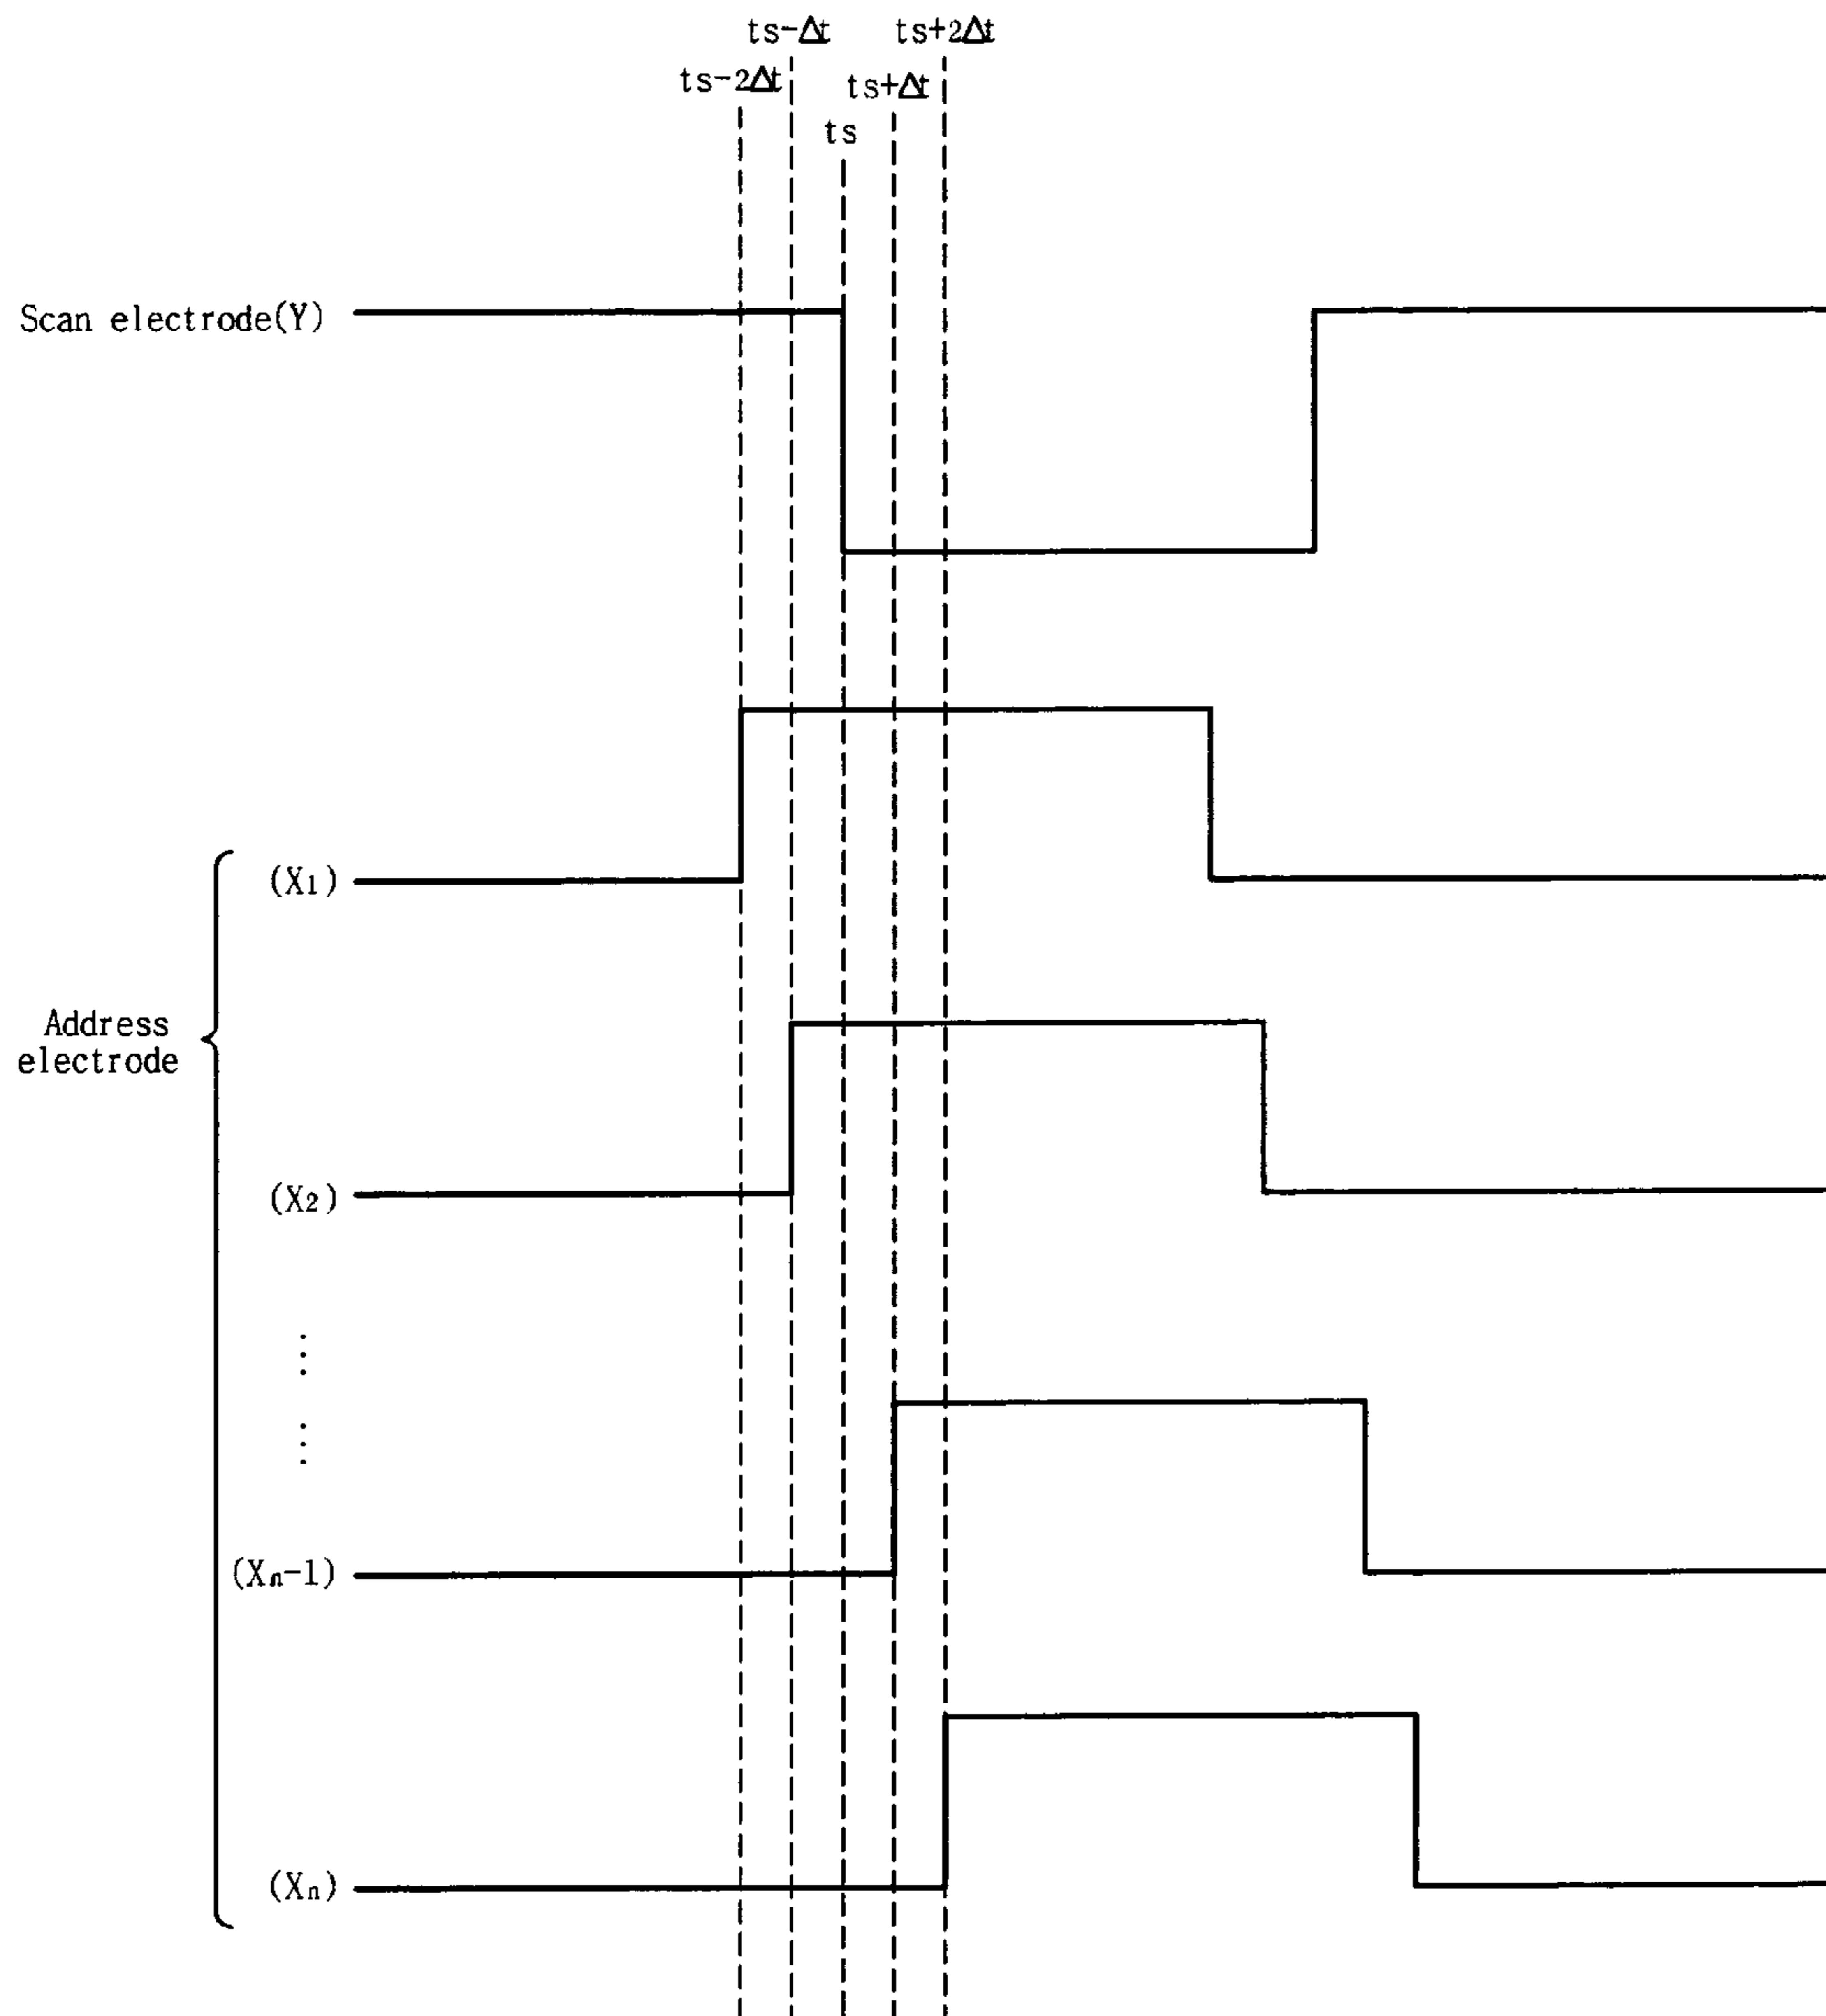 ts-Δt
ts+2Δt
ts-2Δt
ts+Δt
ts
Scan electrode(Y)
(X1)
Address
electrode
(X2)
(Xn-1)
(Xn)